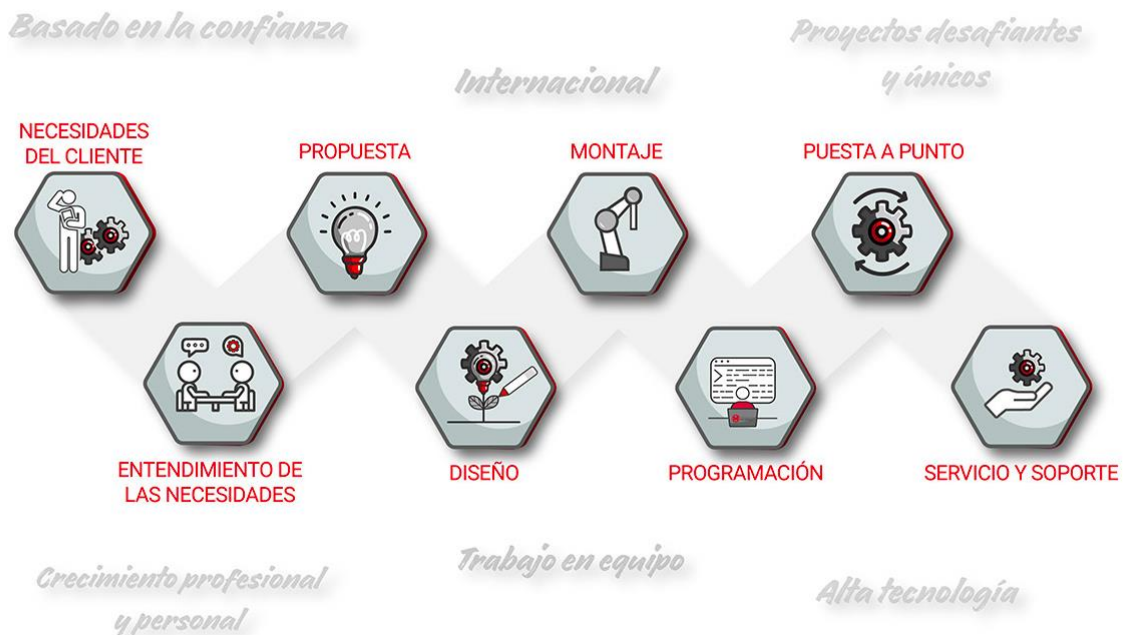 Basado en la confianza
Proyectos desafiantes
y únicos
Internacional
NECESIDADES
DEL CLIENTE
PROPUESTA
MONTAJE
PUESTA A PUNTO
ENTENDIMIENTO DE
LAS NECESIDADES
DISEÑO
PROGRAMACIÓN
SERVICIO Y SOPORTE
Trabajo en equipo
Crecimiento profesional
y personal
Alta tecnología